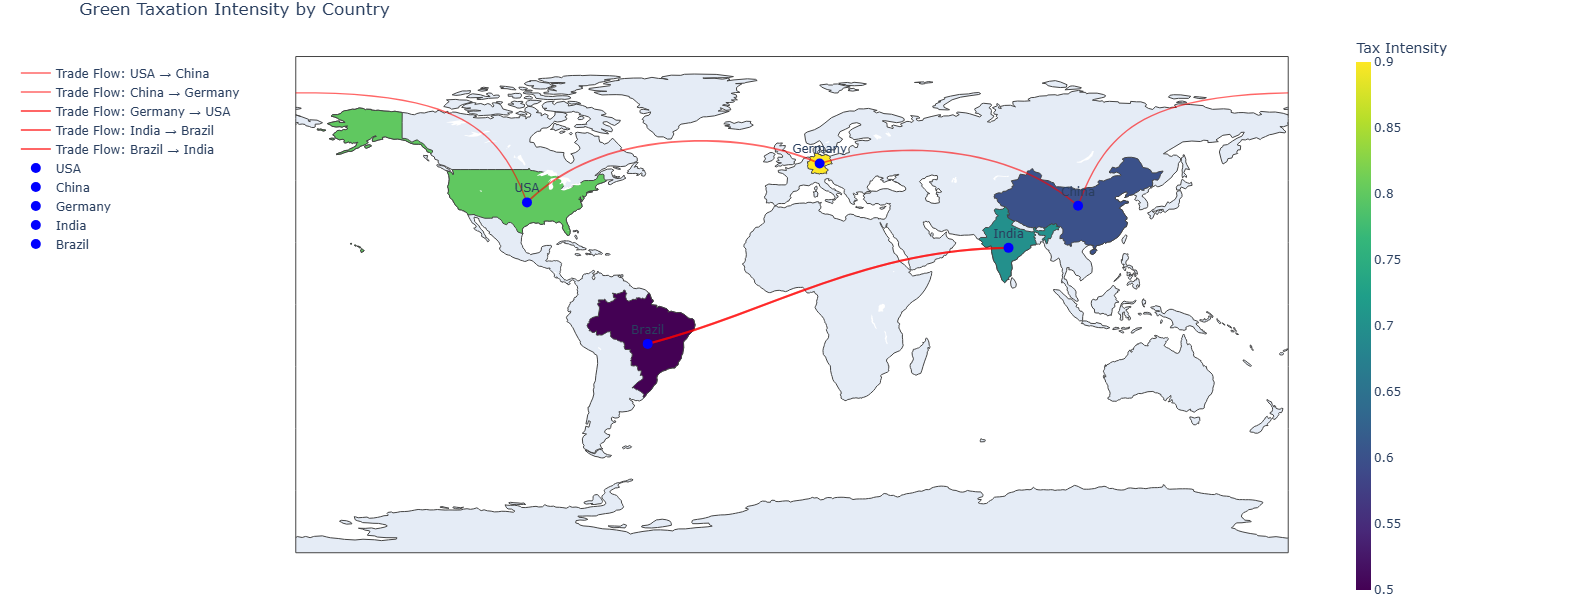 Green Taxation Intensity by Country
Trade Flow: USA → China
Trade Flow: China → Germany
Trade Flow: Germany → USA
Trade Flow: India → Brazil
Trade Flow: Brazil → India
USA
China
Germany
India
Brazil
Germany
USA
China
India
Brazil
Tax Intensity
0.9
0.85
0.8
0.75
0.7
0.65
0.6
0.55
0.5